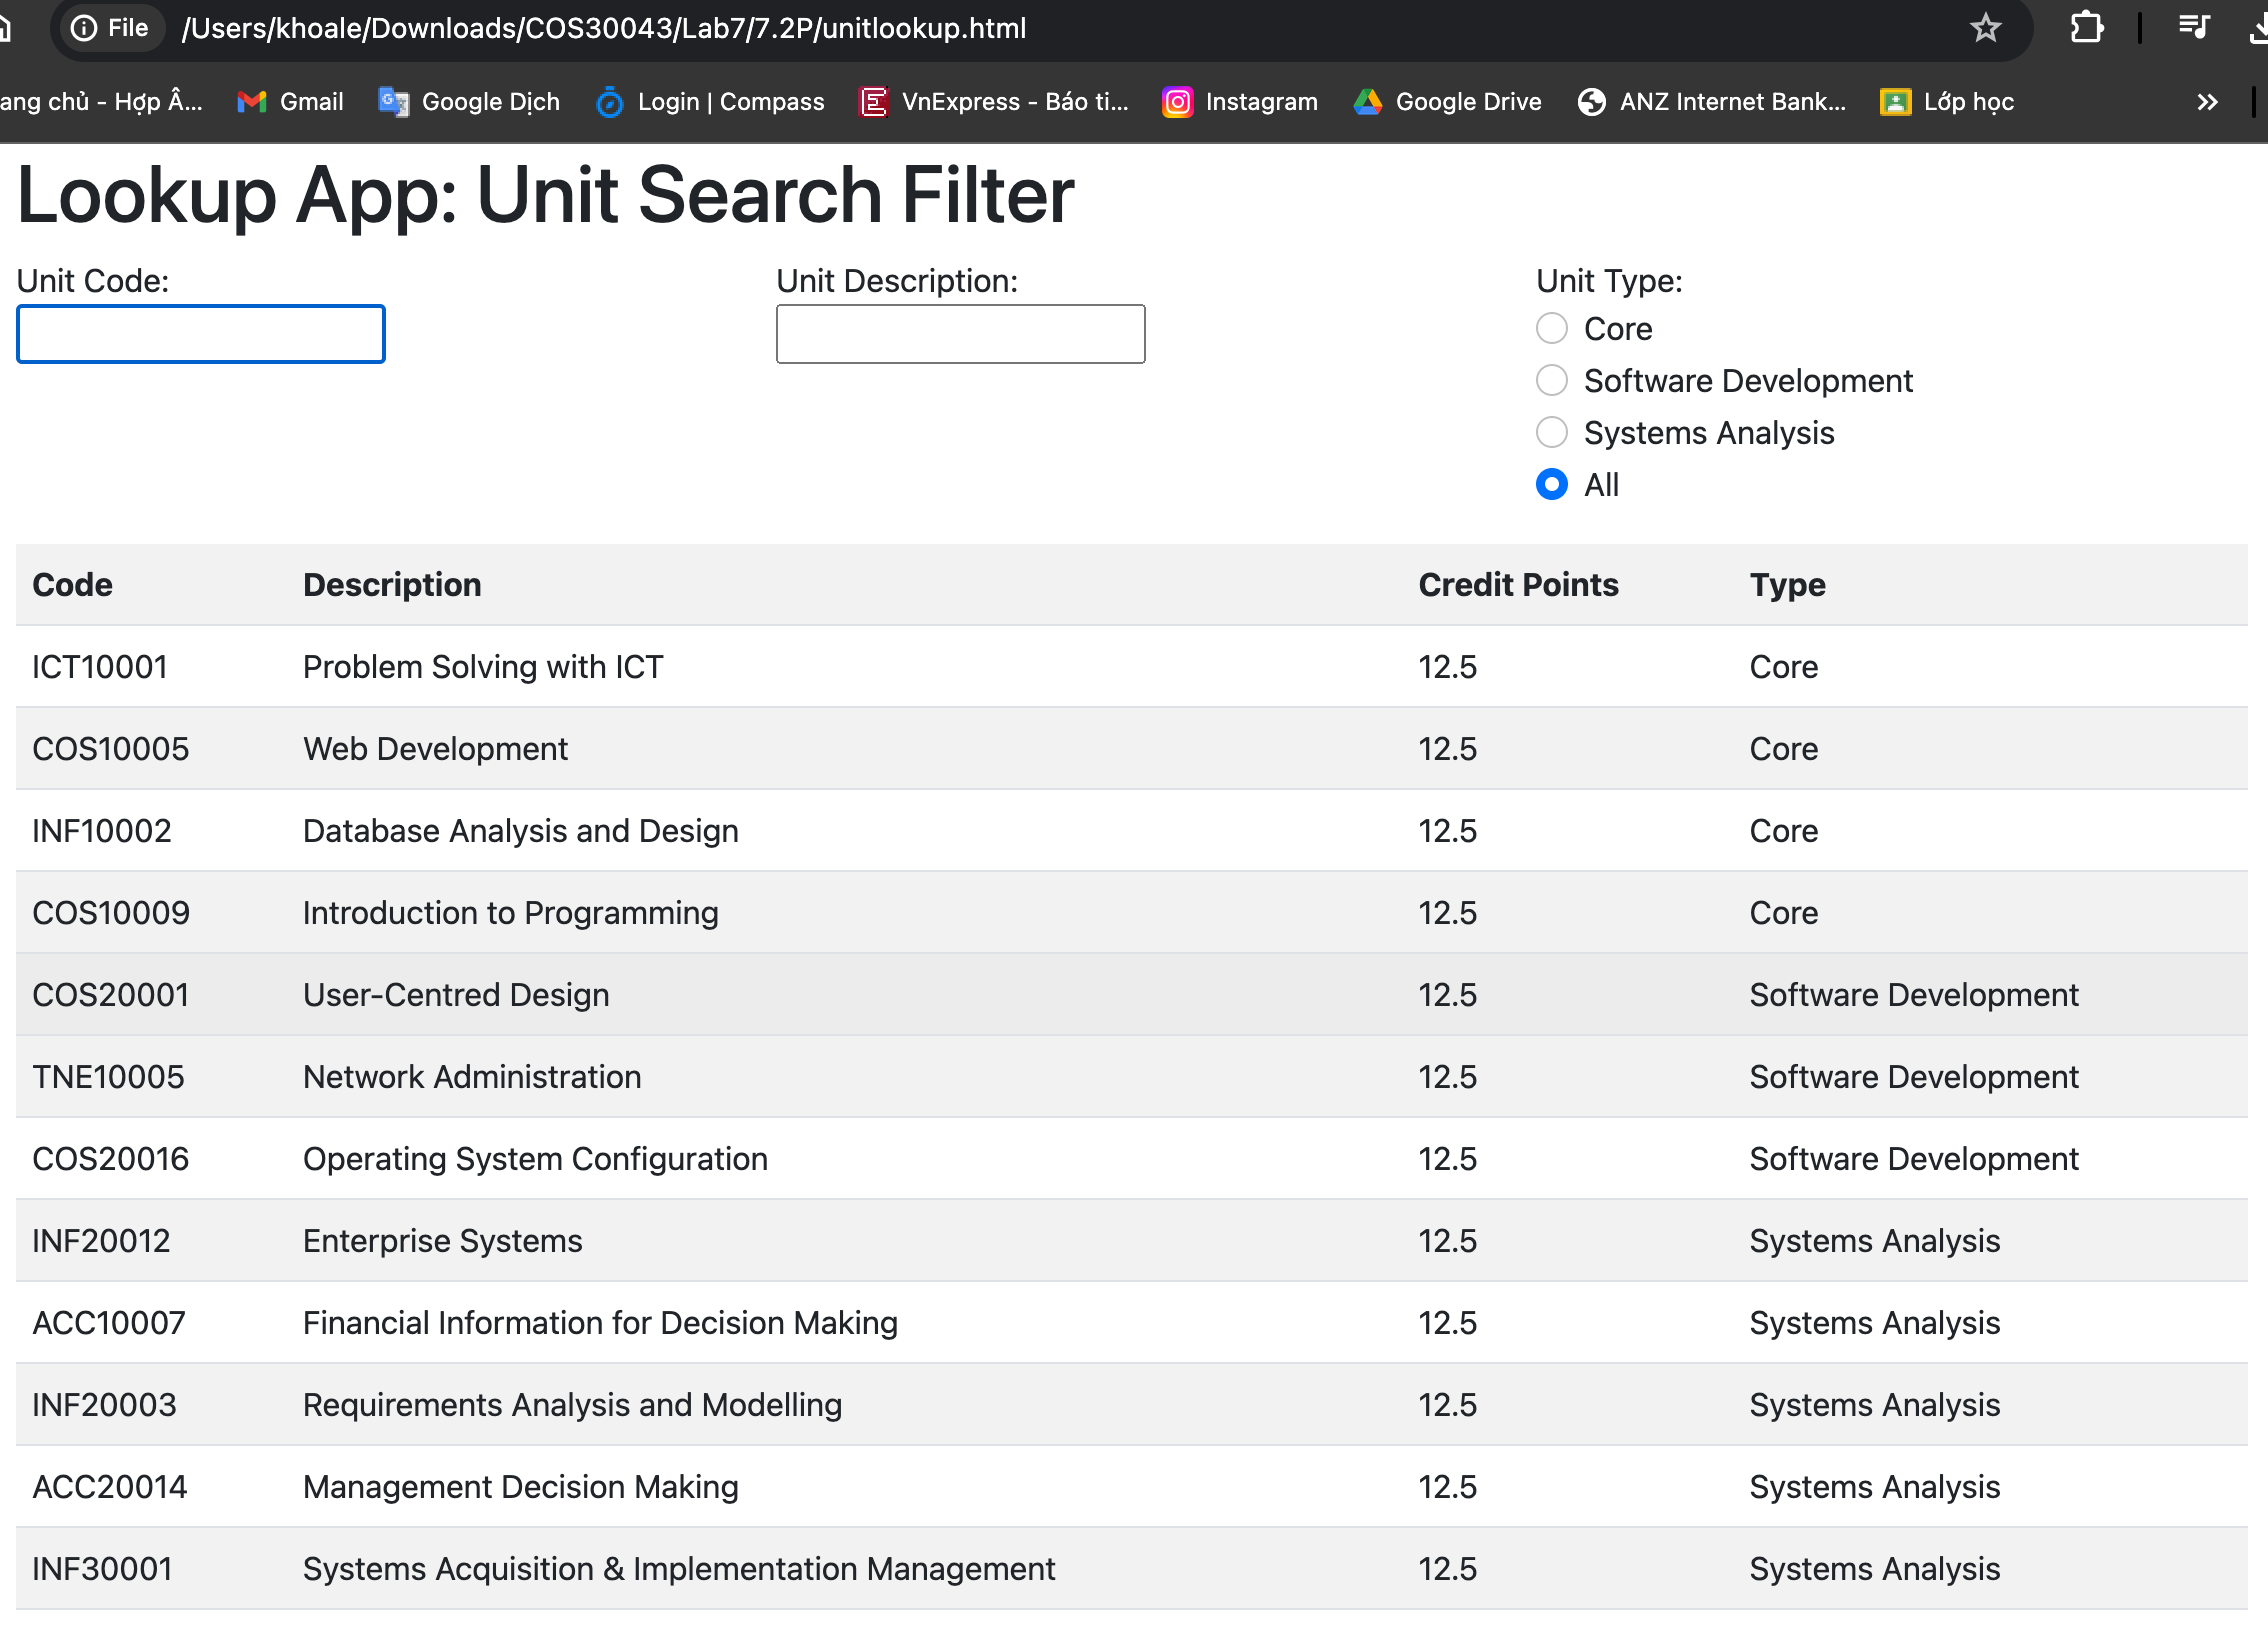 File /Users/khoale/Downloads/COS30043/Lab7/7.2P/unitlookup.html
ang chủ - Hợp Â... Gmail Google Dịch Login | Compass VnExpress - Báo ti... Instagram Google Drive ANZ Internet Bank... Lớp học »
Lookup App: Unit Search Filter
Unit Code: Unit Description: Unit Type:
Core
Software Development
Systems Analysis
All
Code Description Credit Points Type
ICT10001 Problem Solving with ICT 12.5 Core
COS10005 Web Development 12.5 Core
INF10002 Database Analysis and Design 12.5 Core
COS10009 Introduction to Programming 12.5 Core
COS20001 User-Centred Design 12.5 Software Development
TNE10005 Network Administration 12.5 Software Development
COS20016 Operating System Configuration 12.5 Software Development
INF20012 Enterprise Systems 12.5 Systems Analysis
ACC10007 Financial Information for Decision Making 12.5 Systems Analysis
INF20003 Requirements Analysis and Modelling 12.5 Systems Analysis
ACC20014 Management Decision Making 12.5 Systems Analysis
INF30001 Systems Acquisition & Implementation Management 12.5 Systems Analysis